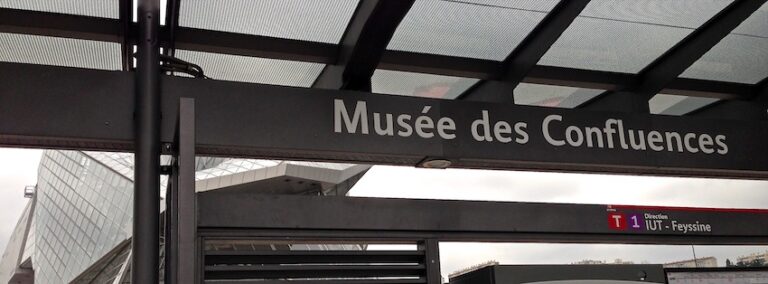 Musée des Confluences
T 1 Direction
IUT - Feyssine